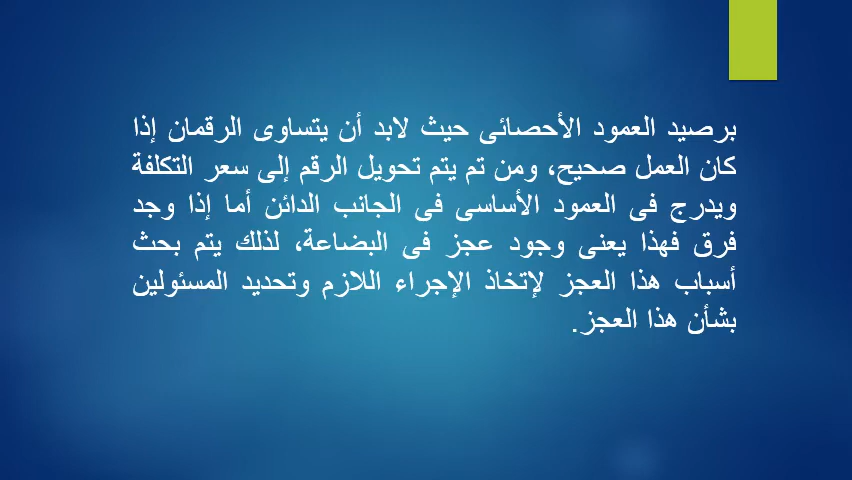 برصيد العمود الأحصائى حيث لابد أن يتساوى الرقمان إذا
كان العمل صحيح، ومن تم يتم تحويل الرقم إلى سعر التكلفة
ويدرج فى العمود الأساسى فى الجانب الدائن أما إذا وجد
فرق فهذا يعنى وجود عجز فى البضاعة، لذلك يتم بحث
أسباب هذا العجز لإتخاذ الإجراء اللازم وتحديد المسئولين
بشأن هذا العجز.